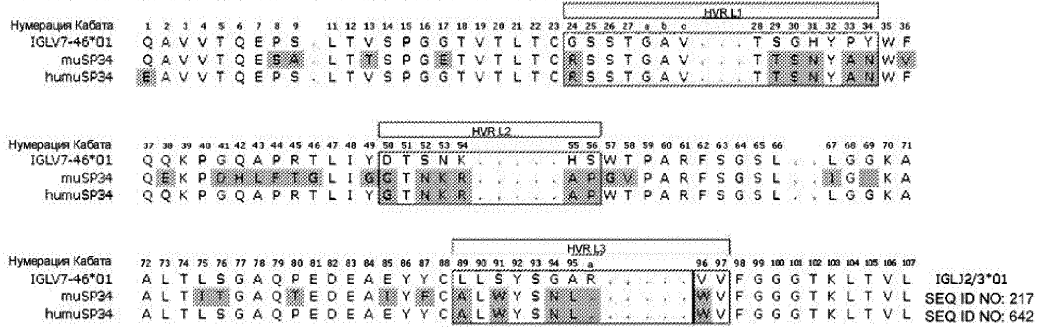 HVR L1
Нумерация Кабата 1 2 3 4 5 6 7 8 9 11 12 13 14 15 16 17 18 19 20 21 22 23 24 25 26 27 a b c 28 29 30 31 32 33 34 35 36
IGLV7-46*01 Q A V V T Q E P S . L T V S P G G T V T L T C G S S T G A V . . . T S G H Y P Y W F
muSP34 Q A V V T Q E S A . L T T S P G E T V T L T C R S S T G A V . . . T T S N Y A N W V
humuSP34 E A V V T Q E P S . L T V S P G G T V T L T C R S S T G A V . . . T T S N Y A N W F
HVR L2
Нумерация Кабата 37 38 39 40 41 42 43 44 45 46 47 48 49 50 51 52 53 54 55 56 57 58 59 60 61 62 63 64 65 66 67 68 69 70 71
IGLV7-46*01 Q Q K P G Q A P R T L I Y D T S N K . . . . . H S W T P A R F S G S L . . L G G K A
muSP34 Q E K P D H L F T G L I G G T N K R . . . . . A P G V P A R F S G S L . . I G G K A
humuSP34 Q Q K P G Q A P R T L I Y G T N K R . . . . . A P W T P A R F S G S L . . L G G K A
HVR L3
Нумерация Кабата 72 73 74 75 76 77 78 79 80 81 82 83 84 85 86 87 88 89 90 91 92 93 94 95 a 96 97 98 99 100 101 102 103 104 105 106 107
IGLV7-46*01 A L T L S G A Q P E D E A E Y Y C L L S Y S G A R . . . . . V V F G G G T K L T V L IGLJ2/3*01
muSP34 A L T I T G A Q T E D E A I Y F C A L W Y S N L . . . . . W V F G G G T K L T V L SEQ ID NO: 217
humuSP34 A L T L S G A Q P E D E A E Y Y C A L W Y S N L . . . . . W V F G G G T K L T V L SEQ ID NO: 642